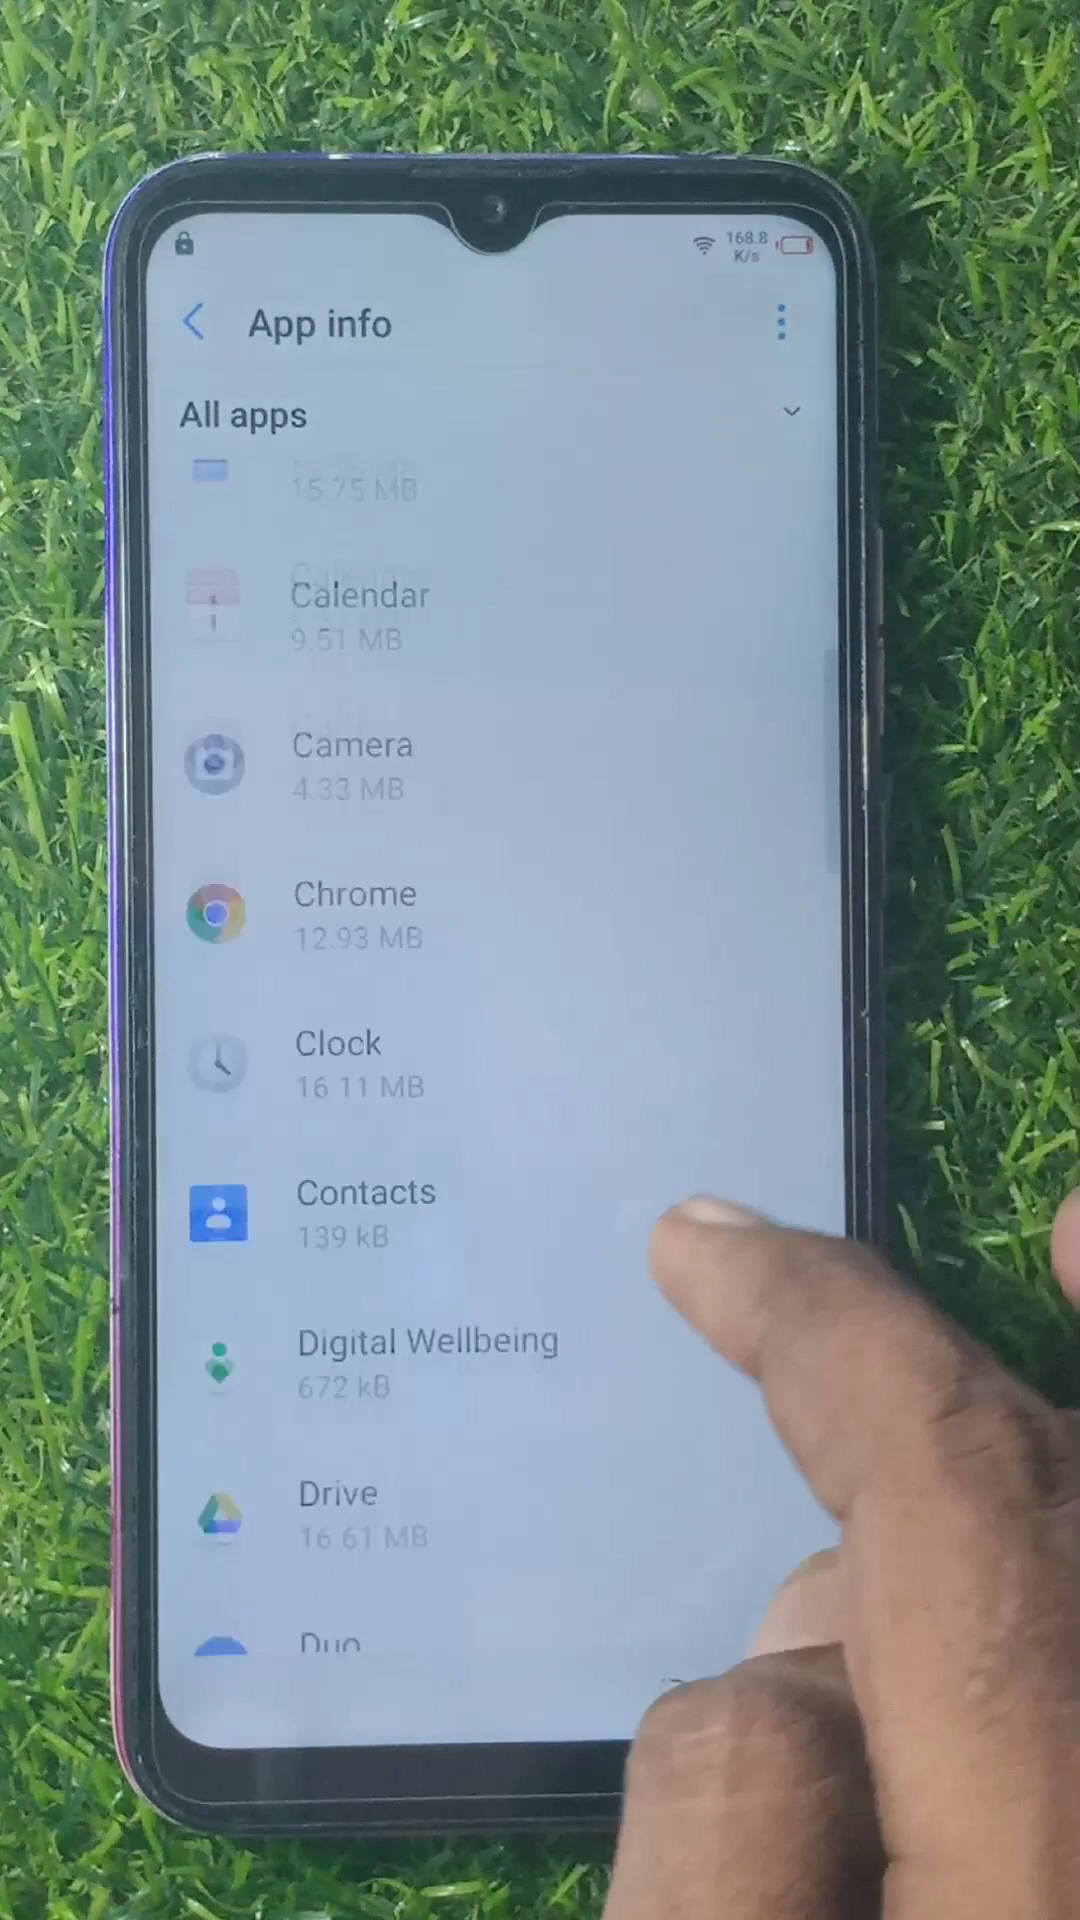 168.8
K/s
App info
All apps
15.75 MB
Calendar
9.51 MB
Camera
4.33 MB
Chrome
12.93 MB
Clock
16.11 MB
Contacts
139 kB
Digital Wellbeing
672 kB
Drive
16.61 MB
Duo